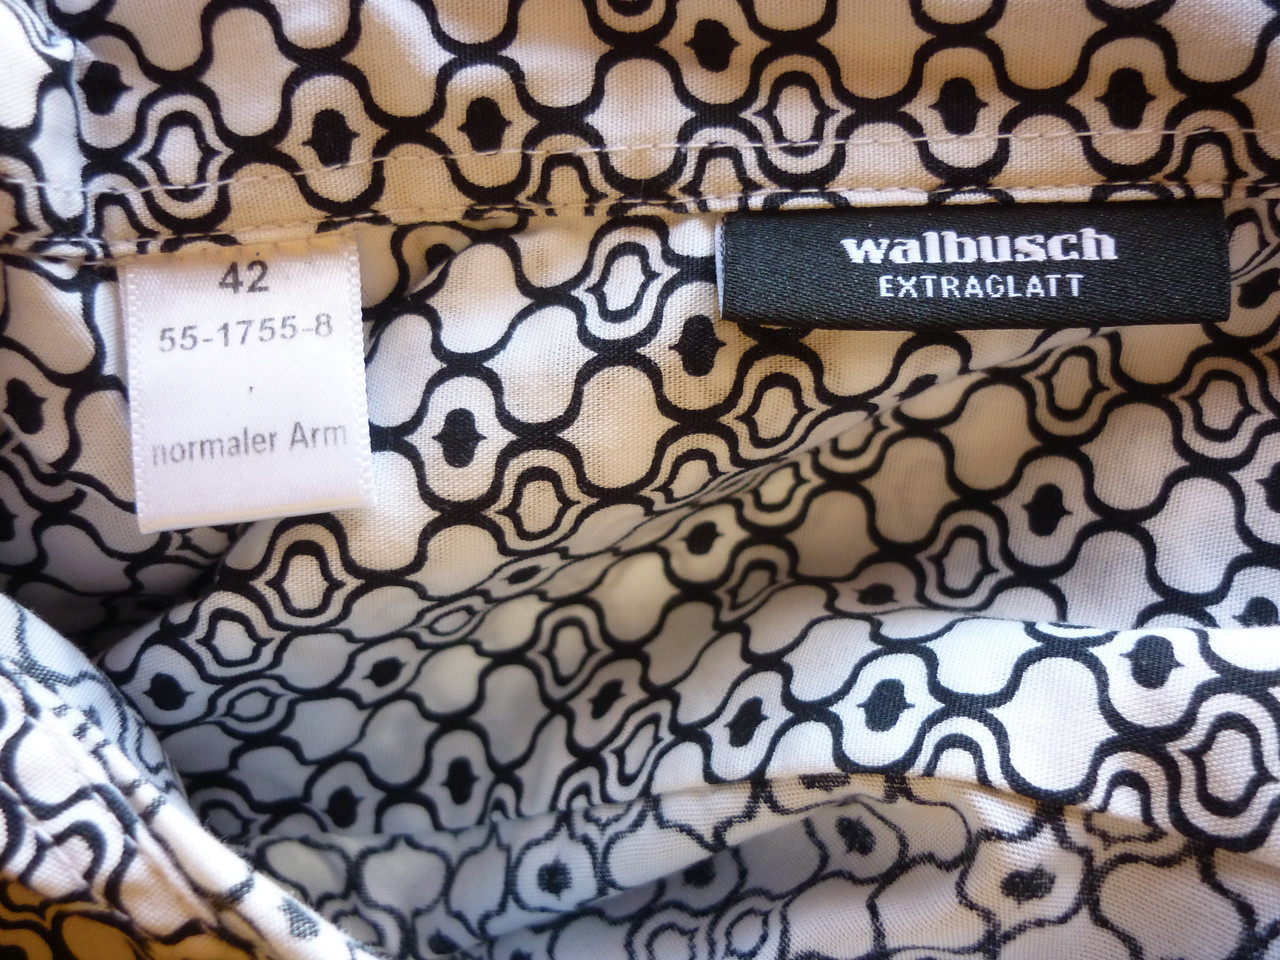 42
55-1755-8
normaler Arm
walbusch
EXTRAGLATT